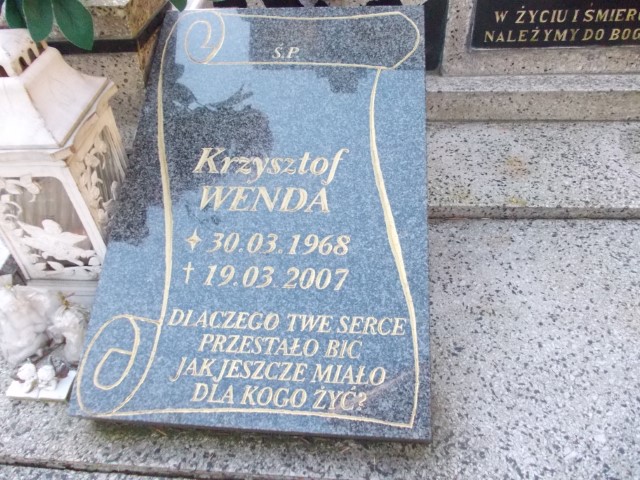 W ŻYCIU I ŚMIER
NALEŻYMY DO BOG
Ś.P.
Krzysztof
WENDA
30.03.1968
† 19.03.2007
DLACZEGO TWE SERCE
PRZESTAŁO BIC
JAK JESZCZE MIAŁO
DLA KOGO ŻYC?